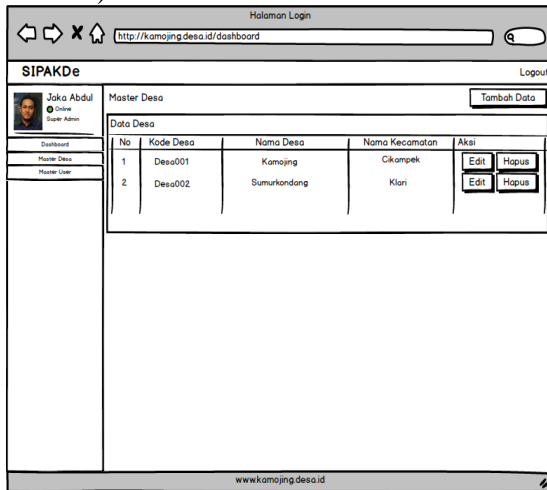 Halaman Login
http://kamojing.desa.id/dashboard
SIPAKDe
Logout
Jaka Abdul
Online
Super Admin
Dashboard
Master Desa
Master User
Master Desa
Tambah Data
Data Desa
No Kode Desa Nama Desa Nama Kecamatan Aksi
1 Desa001 Kamojing Cikampek Edit Hapus
2 Desa002 Sumurkondang Klari Edit Hapus
www.kamojing.desa.id